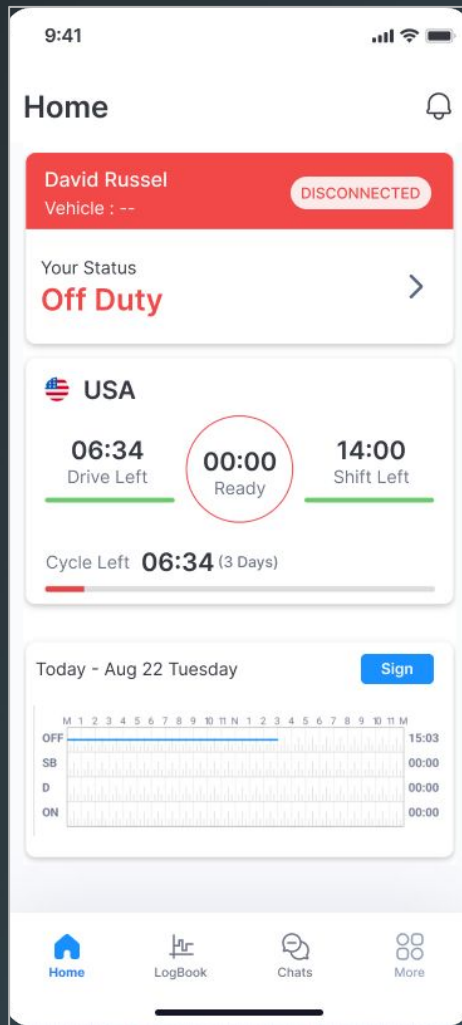 9:41
Home
David Russel
Vehicle : --
DISCONNECTED
Your Status
Off Duty
USA
06:34
Drive Left
00:00
Ready
14:00
Shift Left
Cycle Left 06:34 (3 Days)
Today - Aug 22 Tuesday
Sign
M 1 2 3 4 5 6 7 8 9 10 11 N 1 2 3 4 5 6 7 8 9 10 11 M
OFF 15:03
SB 00:00
D 00:00
ON 00:00
Home LogBook Chats More